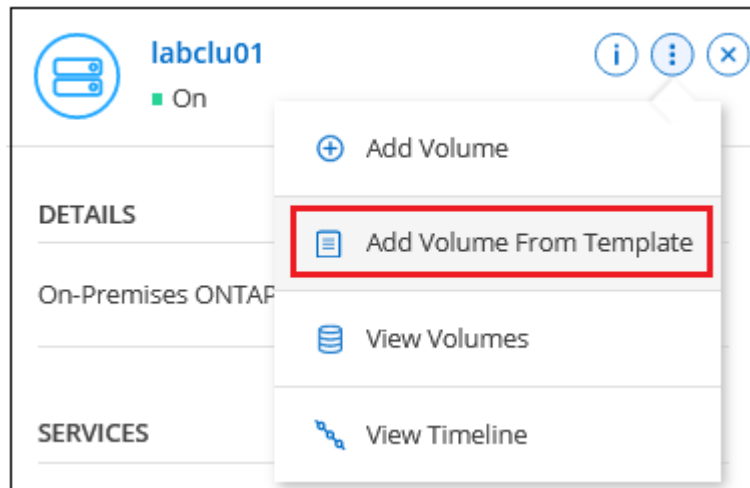 labclu01
On
Add Volume
DETAILS
Add Volume From Template
On-Premises ONTAP
View Volumes
SERVICES
View Timeline